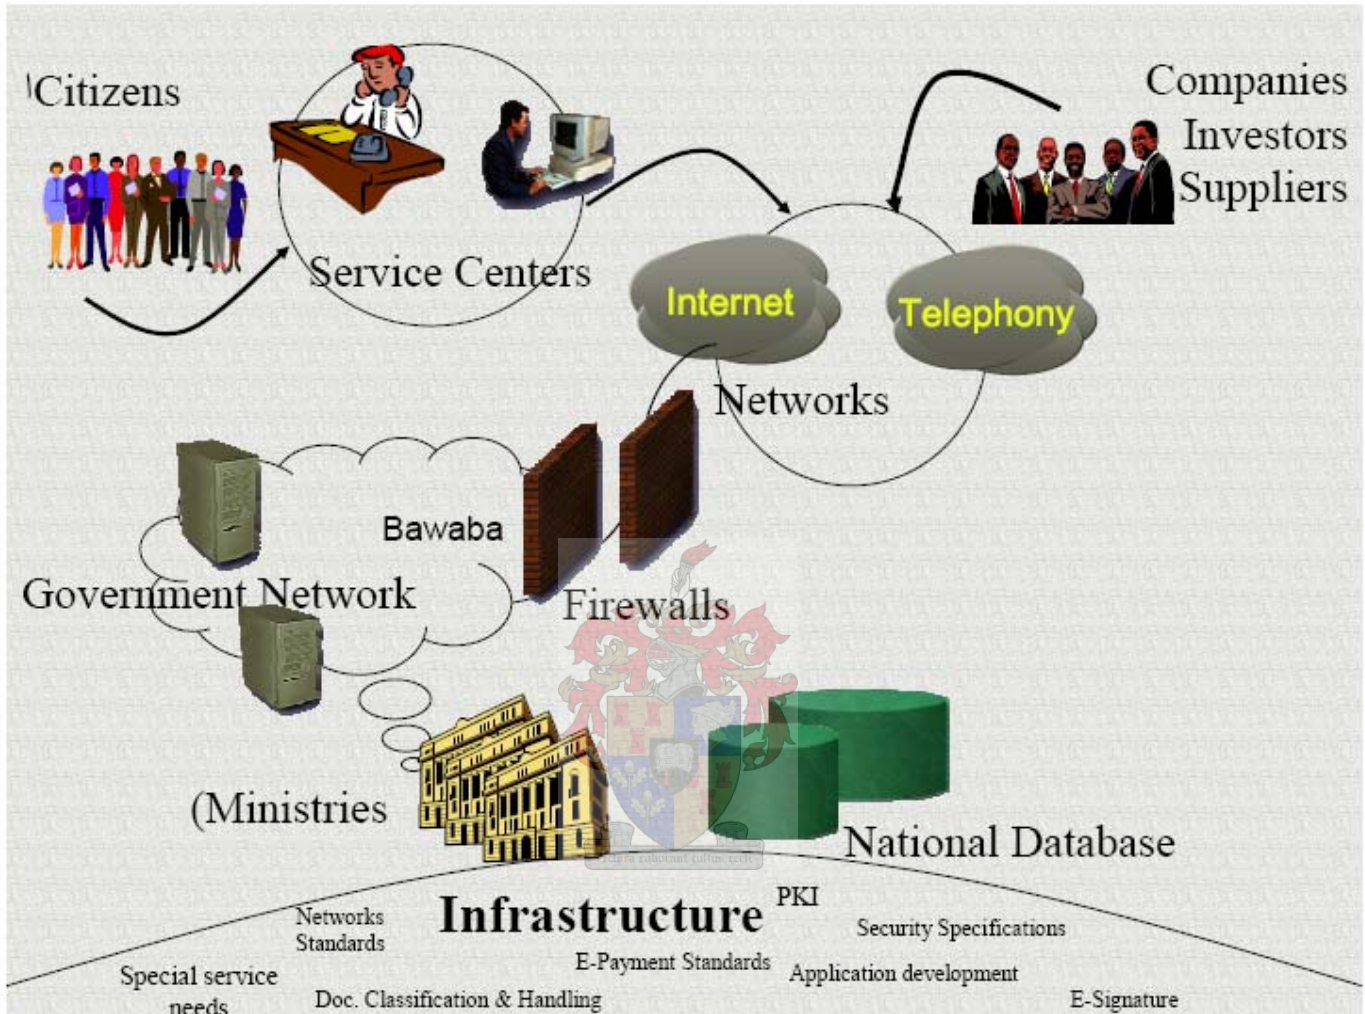 Citizens
Companies
Investors
Suppliers
Service Centers
Internet
Telephony
Networks
Bawaba
Government Network
Firewalls
(Ministries
National Database
Infrastructure
PKI
Networks
Standards
Security Specifications
E-Payment Standards
Application development
Special service
needs
Doc. Classification & Handling
E-Signature